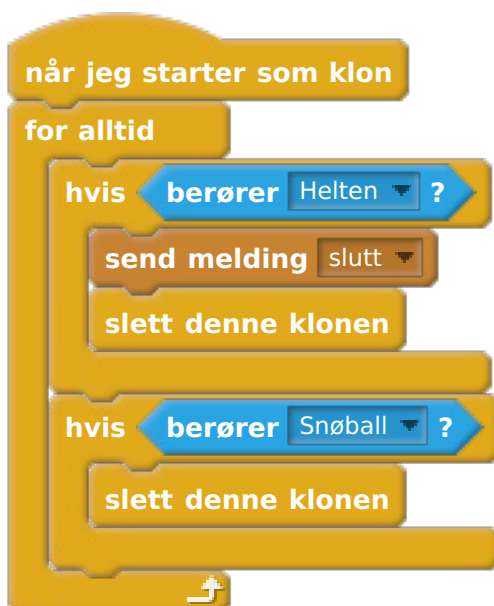 når jeg starter som klon
for alltid
hvis berører Helten ?
send melding slutt
slett denne klonen
hvis berører Snøball ?
slett denne klonen